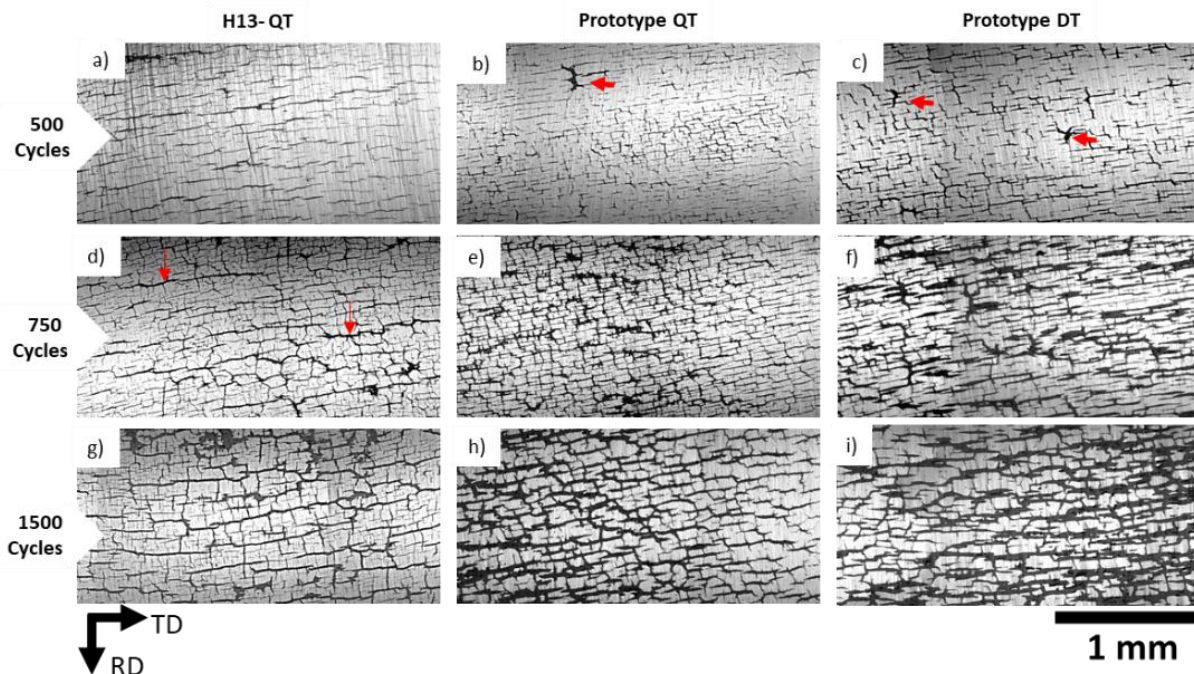 H13- QT
Prototype QT
Prototype DT
a)
b)
c)
500
Cycles
d)
e)
f)
750
Cycles
g)
h)
i)
1500
Cycles
TD
RD
1 mm